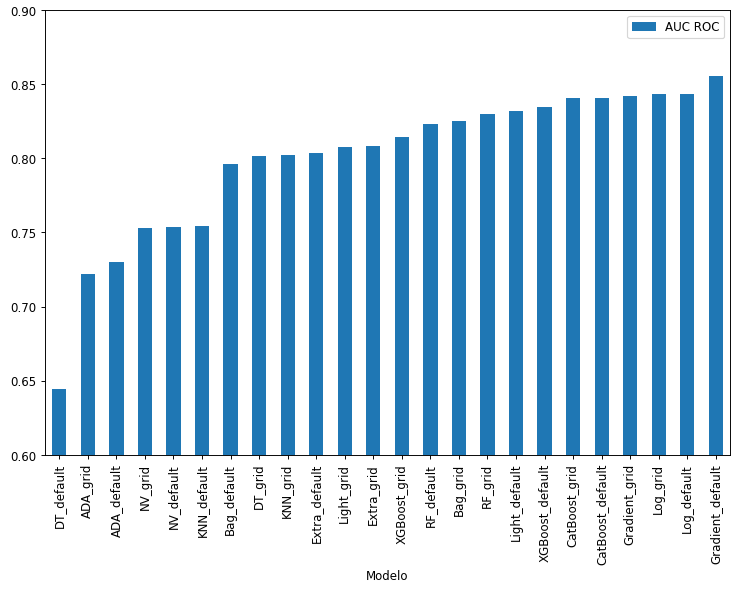 AUC ROC
0.90
0.85
0.80
0.75
0.70
0.65
0.60
DT_default
ADA_grid
ADA_default
NV_grid
NV_default
KNN_default
Bag_default
DT_grid
KNN_grid
Extra_default
Light_grid
Extra_grid
XGBoost_grid
RF_default
Bag_grid
RF_grid
Light_default
XGBoost_default
CatBoost_grid
CatBoost_default
Gradient_grid
Log_grid
Log_default
Gradient_default
Modelo